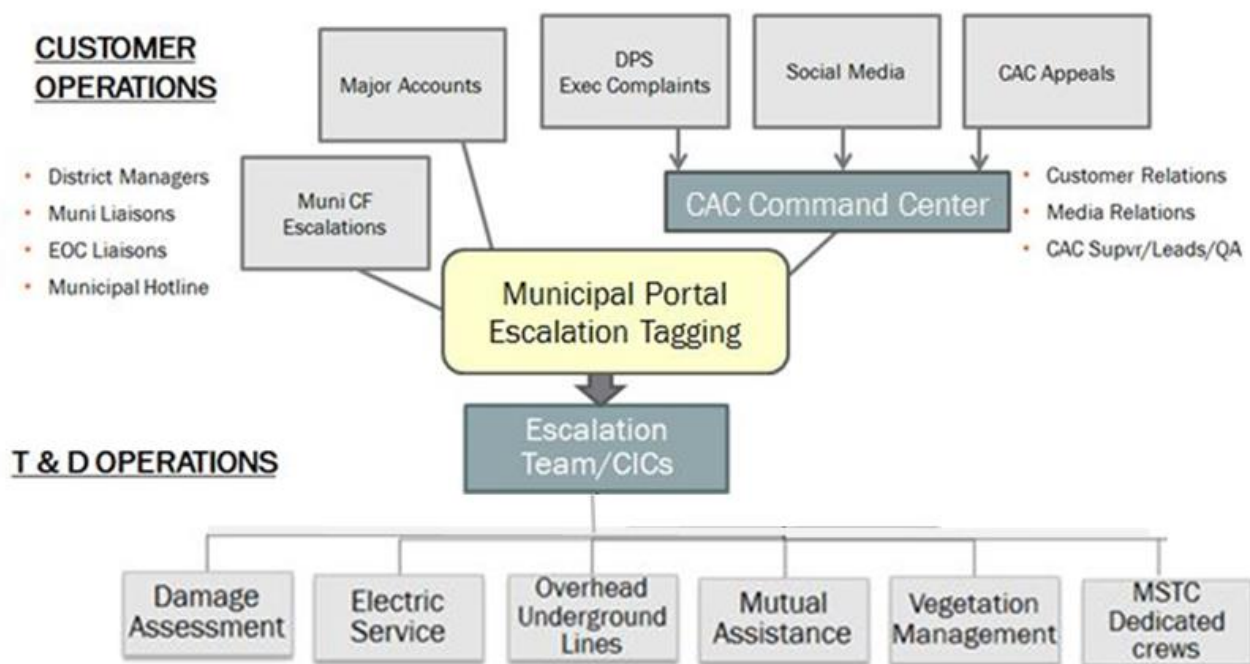 CUSTOMER
OPERATIONS
Major Accounts
DPS
Exec Complaints
Social Media
CAC Appeals
• District Managers
• Muni Liaisons
• EOC Liaisons
• Municipal Hotline
Muni CF
Escalations
CAC Command Center
• Customer Relations
• Media Relations
• CAC Supvr/Leads/QA
Municipal Portal
Escalation Tagging
Escalation
Team/CICs
T & D OPERATIONS
Damage
Assessment
Electric
Service
Overhead
Underground
Lines
Mutual
Assistance
Vegetation
Management
MSTC
Dedicated
crews